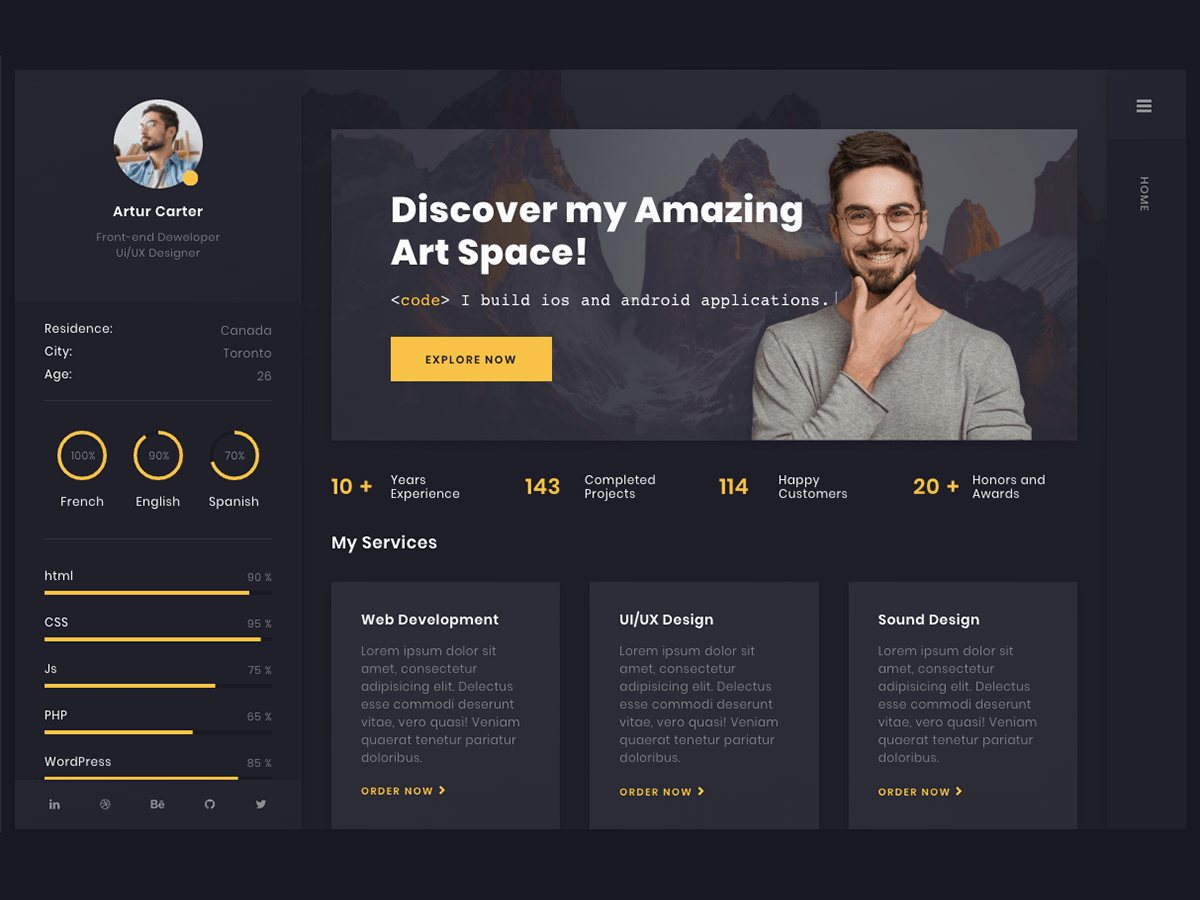 Artur Carter
Front-end Deweloper
Ui/UX Designer
Residence: Canada
City: Toronto
Age: 26
100% 90% 70%
French English Spanish
html 90 %
CSS 95 %
Js 75 %
PHP 65 %
WordPress 85 %
in Bē
Discover my Amazing
Art Space!
<code> I build ios and android applications.|
EXPLORE NOW
10 + Years
Experience
143 Completed
Projects
114 Happy
Customers
20 + Honors and
Awards
My Services
Web Development
Lorem ipsum dolor sit
amet, consectetur
adipisicing elit. Delectus
esse commodi deserunt
vitae, vero quasi! Veniam
quaerat tenetur pariatur
doloribus.
ORDER NOW
UI/UX Design
Lorem ipsum dolor sit
amet, consectetur
adipisicing elit. Delectus
esse commodi deserunt
vitae, vero quasi! Veniam
quaerat tenetur pariatur
doloribus.
ORDER NOW
Sound Design
Lorem ipsum dolor sit
amet, consectetur
adipisicing elit. Delectus
esse commodi deserunt
vitae, vero quasi! Veniam
quaerat tenetur pariatur
doloribus.
ORDER NOW
HOME